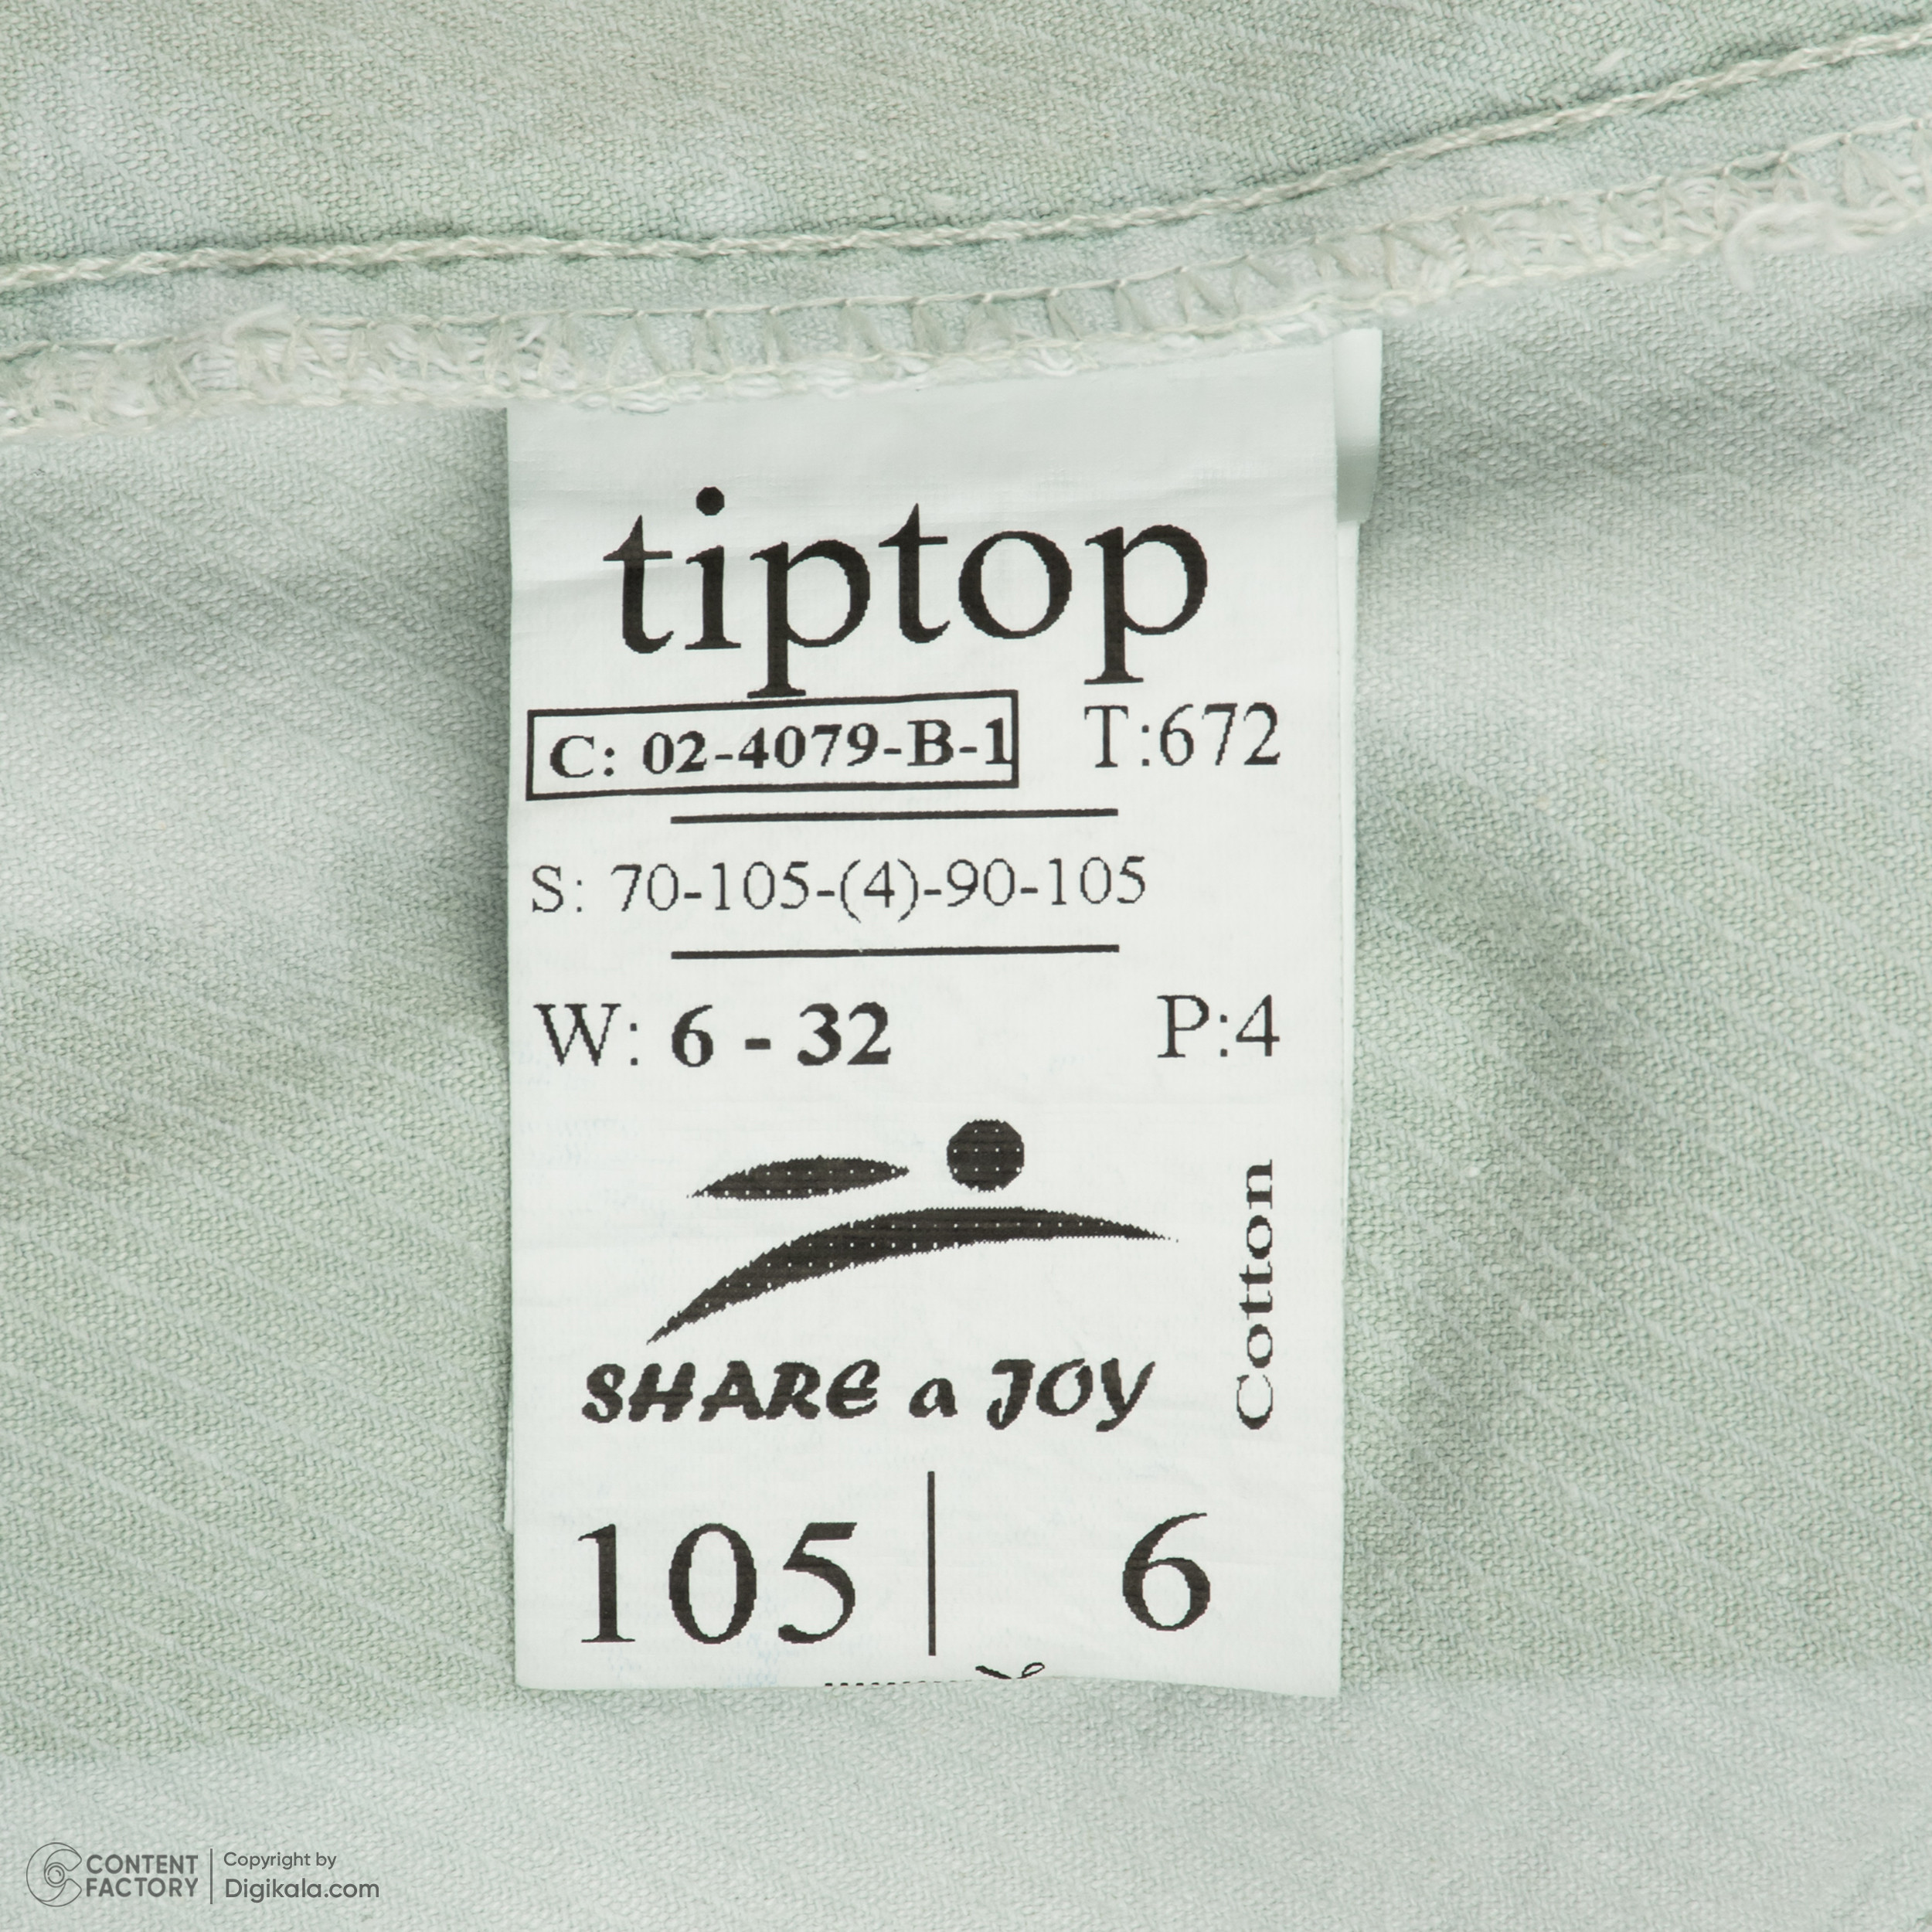 tiptop
C: 02-4079-B-1 T:672
S: 70-105-(4)-90-105
W: 6 - 32 P:4
Cotton
SHARE a JOY
105 | 6
CONTENT FACTORY
Copyright by
Digikala.com